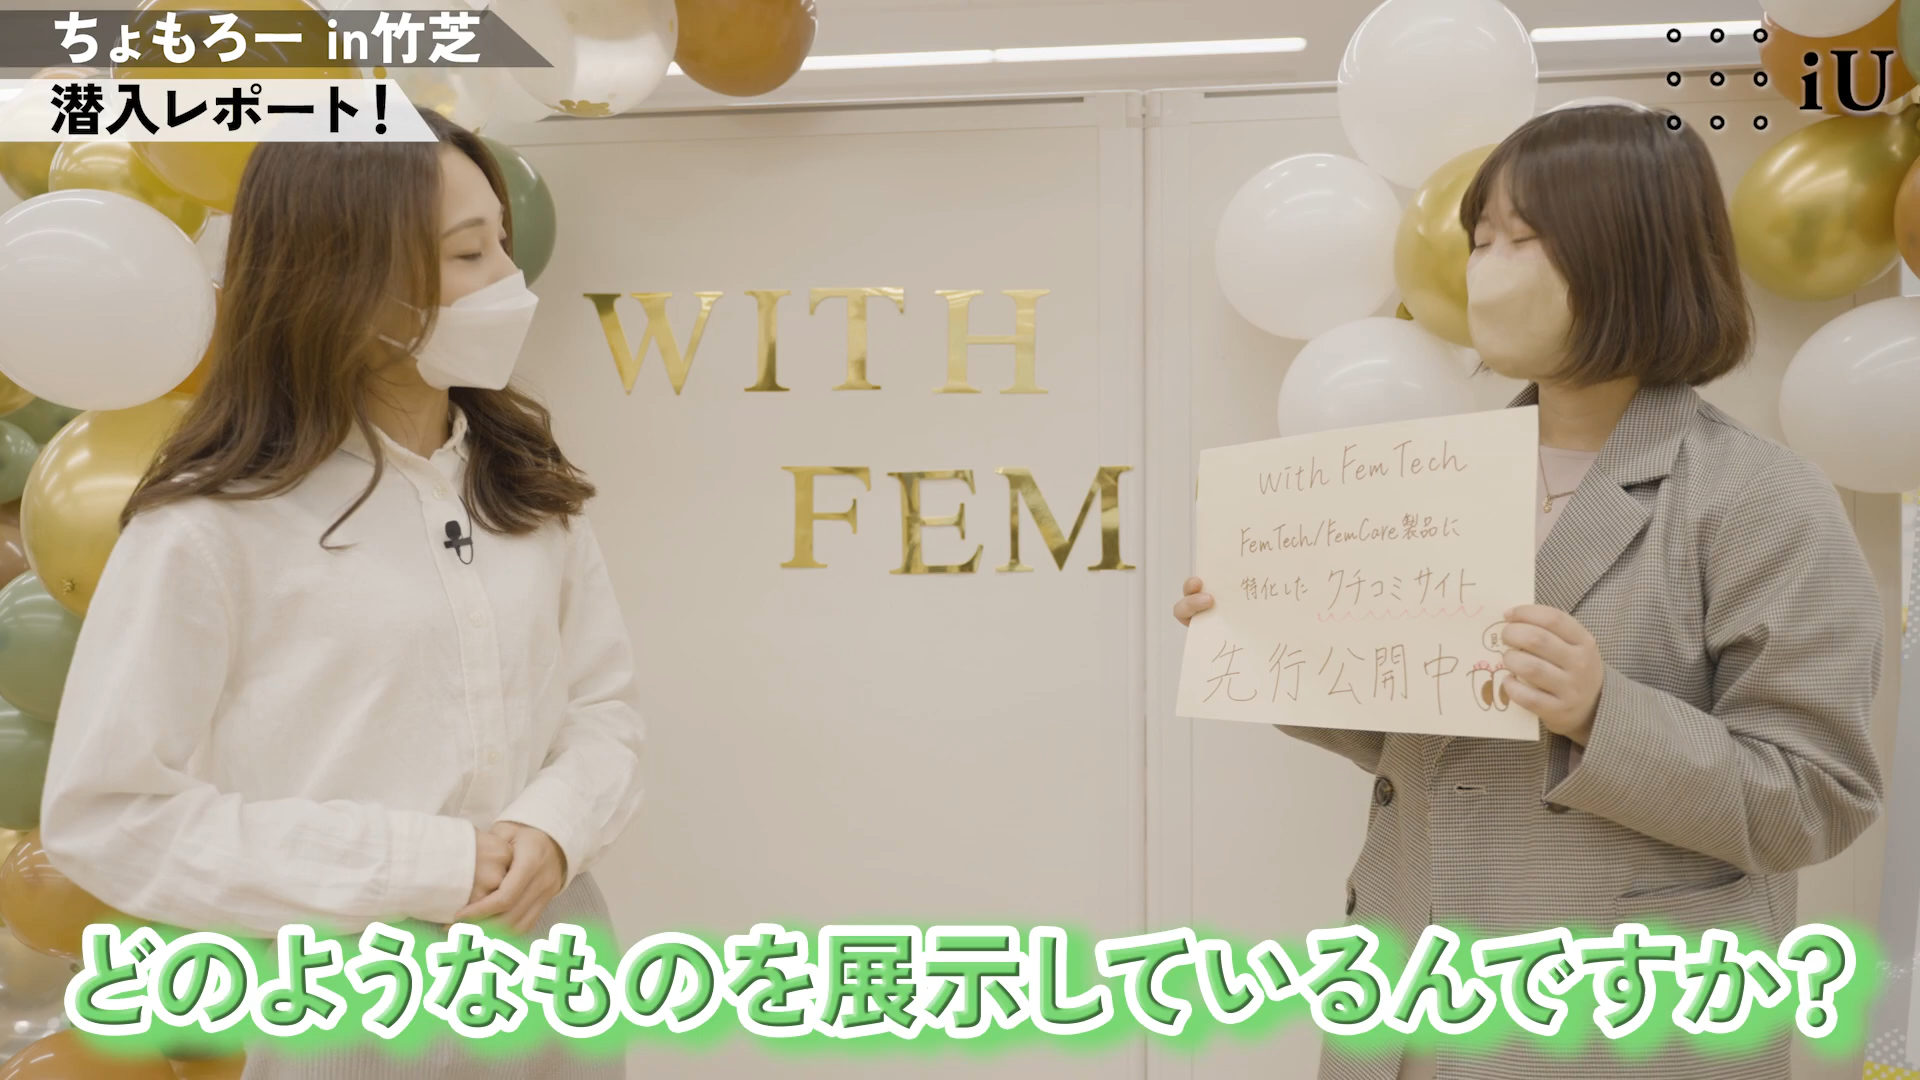 ちょもろー in竹芝
潜入レポート!
iU
WITH
FEM
with FemTech
FemTech/FemCare製品に
特化した クチコミサイト
先行公開中
どのようなものを展示しているんですか?